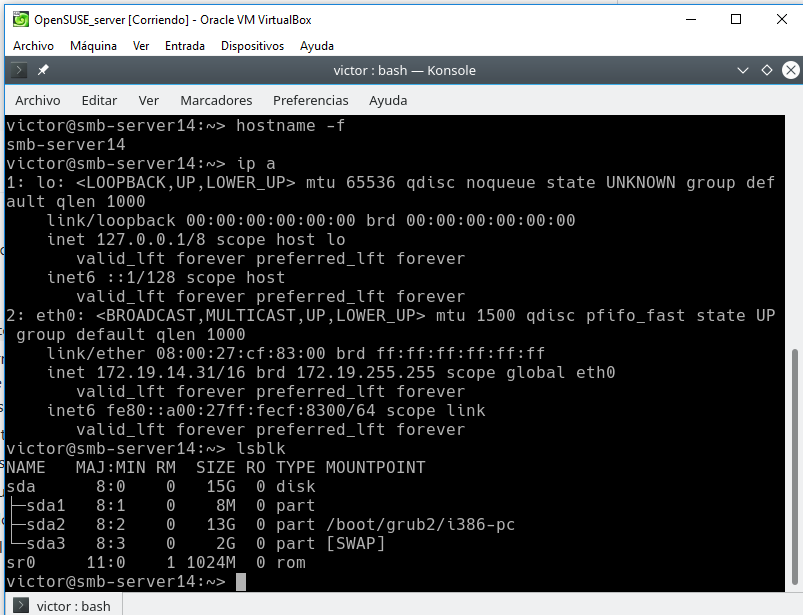 OpenSUSE_server [Corriendo] - Oracle VM VirtualBox
Archivo Máquina Ver Entrada Dispositivos Ayuda
victor : bash — Konsole
Archivo Editar Ver Marcadores Preferencias Ayuda
victor@smb-server14:~> hostname -f
smb-server14
victor@smb-server14:~> ip a
1: lo: <LOOPBACK,UP,LOWER_UP> mtu 65536 qdisc noqueue state UNKNOWN group def
ault qlen 1000
    link/loopback 00:00:00:00:00:00 brd 00:00:00:00:00:00
    inet 127.0.0.1/8 scope host lo
       valid_lft forever preferred_lft forever
    inet6 ::1/128 scope host
       valid_lft forever preferred_lft forever
2: eth0: <BROADCAST,MULTICAST,UP,LOWER_UP> mtu 1500 qdisc pfifo_fast state UP
 group default qlen 1000
    link/ether 08:00:27:cf:83:00 brd ff:ff:ff:ff:ff:ff
    inet 172.19.14.31/16 brd 172.19.255.255 scope global eth0
       valid_lft forever preferred_lft forever
    inet6 fe80::a00:27ff:fecf:8300/64 scope link
       valid_lft forever preferred_lft forever
victor@smb-server14:~> lsblk
NAME   MAJ:MIN RM  SIZE RO TYPE MOUNTPOINT
sda      8:0    0   15G  0 disk
├─sda1   8:1    0    8M  0 part
├─sda2   8:2    0   13G  0 part /boot/grub2/i386-pc
└─sda3   8:3    0    2G  0 part [SWAP]
sr0     11:0    1 1024M  0 rom
victor@smb-server14:~>
victor : bash